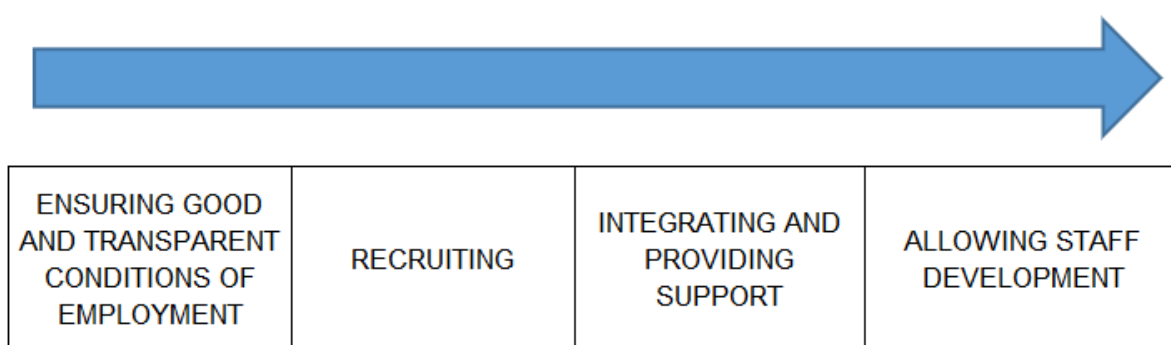 ENSURING GOOD
AND TRANSPARENT
CONDITIONS OF
EMPLOYMENT
RECRUITING
INTEGRATING AND
PROVIDING
SUPPORT
ALLOWING STAFF
DEVELOPMENT